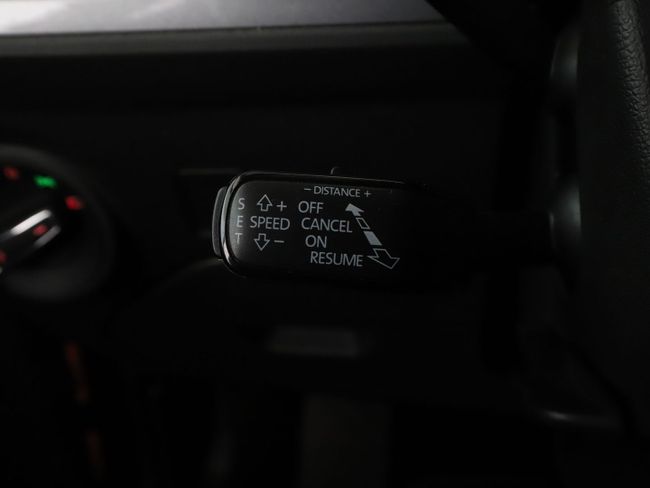 - DISTANCE +
S + OFF
E SPEED CANCEL
T - ON
RESUME